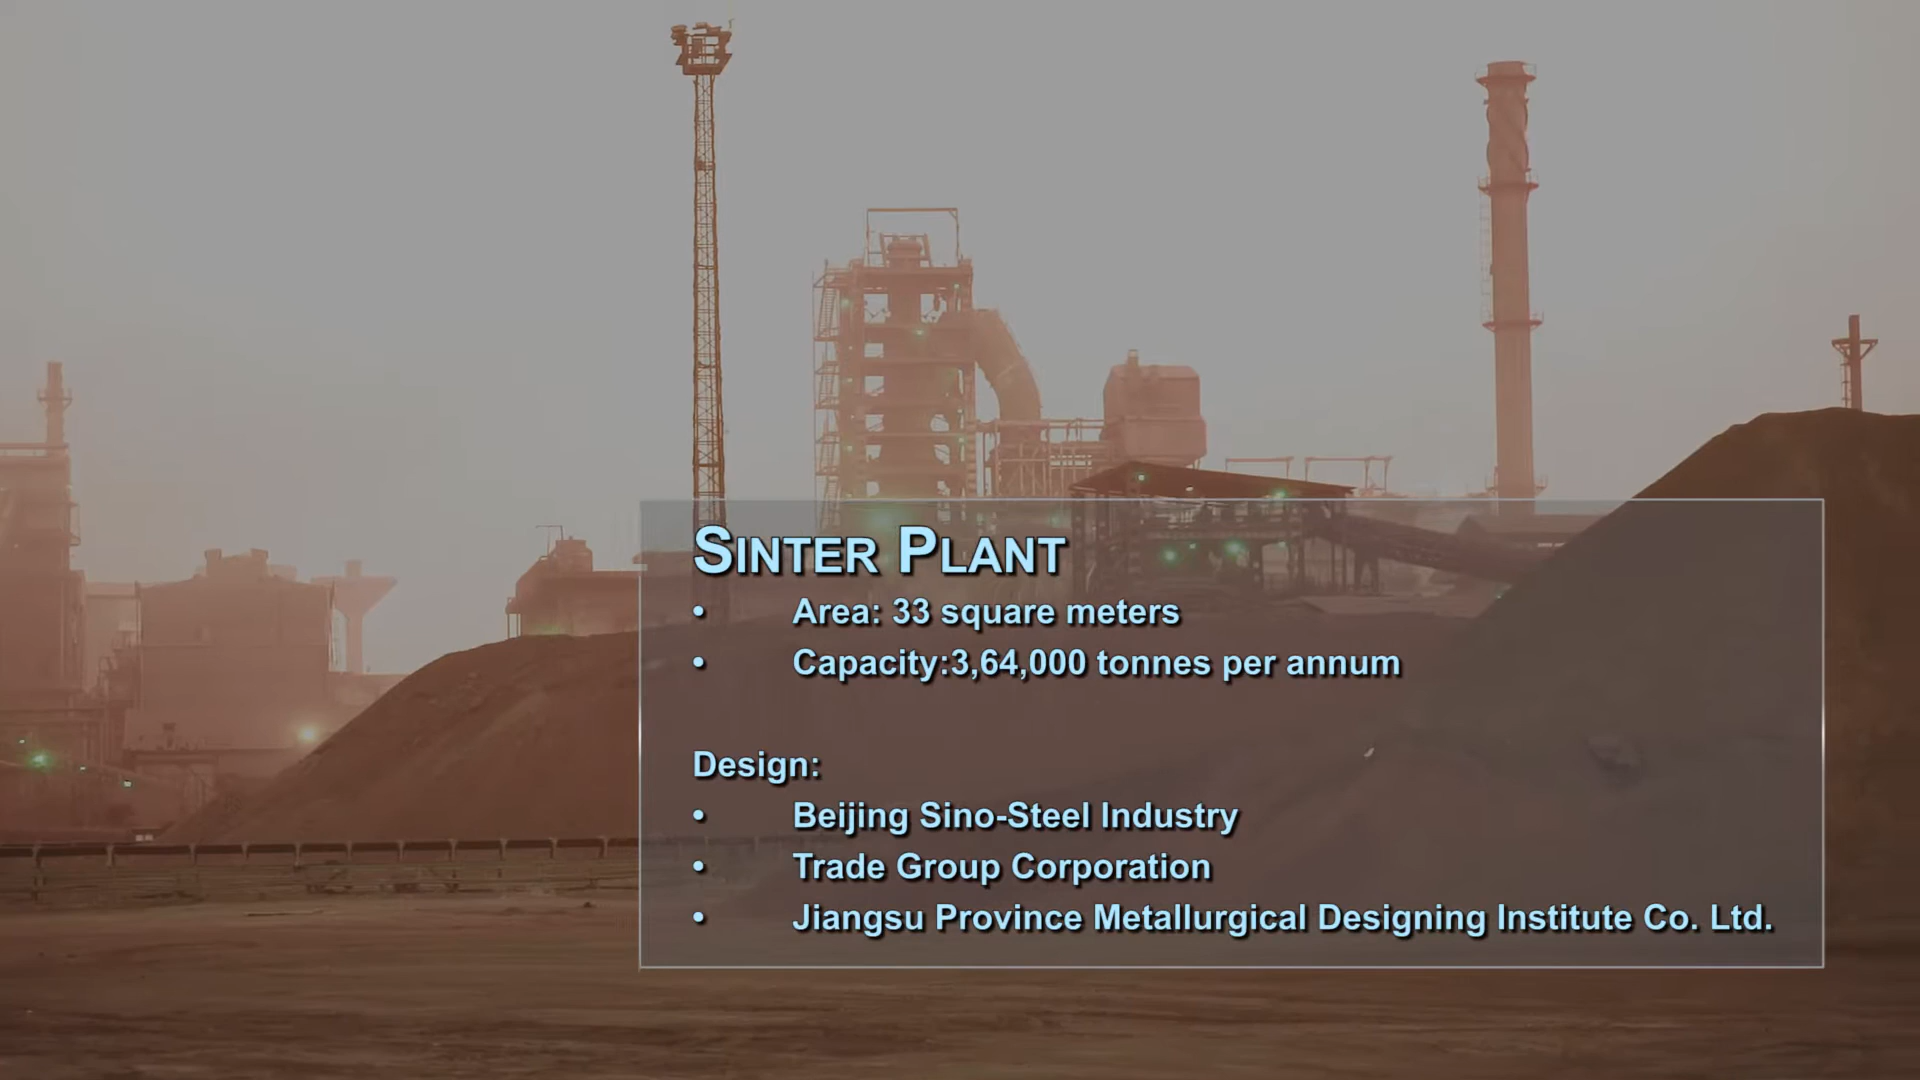 SINTER PLANT
• Area: 33 square meters
• Capacity:3,64,000 tonnes per annum
Design:
• Beijing Sino-Steel Industry
• Trade Group Corporation
• Jiangsu Province Metallurgical Designing Institute Co. Ltd.